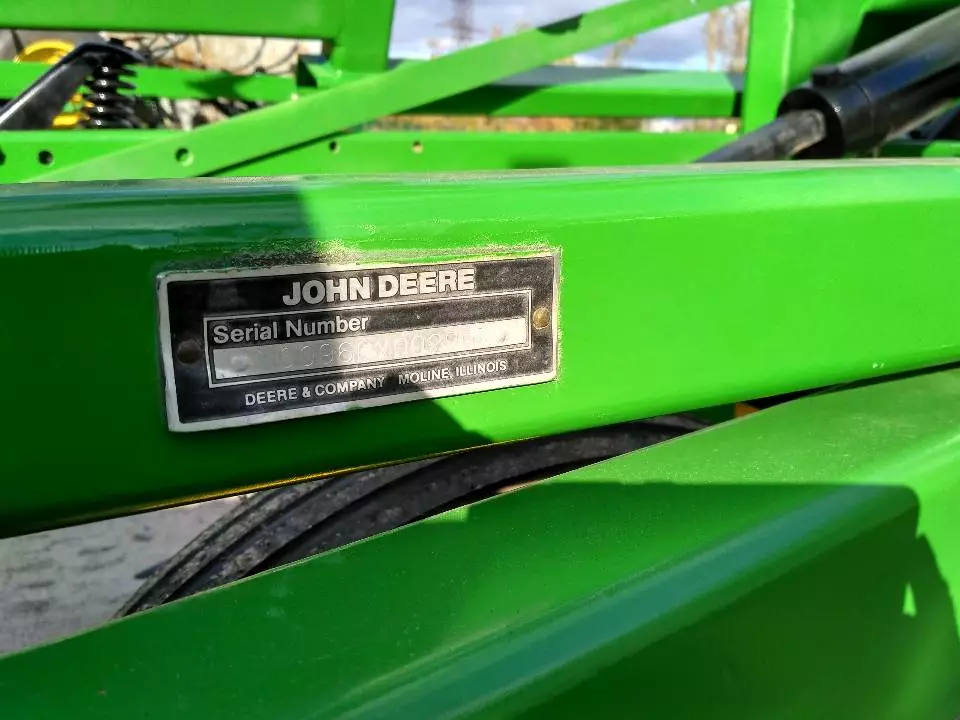 JOHN DEERE
Serial Number
DEERE & COMPANY MOLINE, ILLINOIS